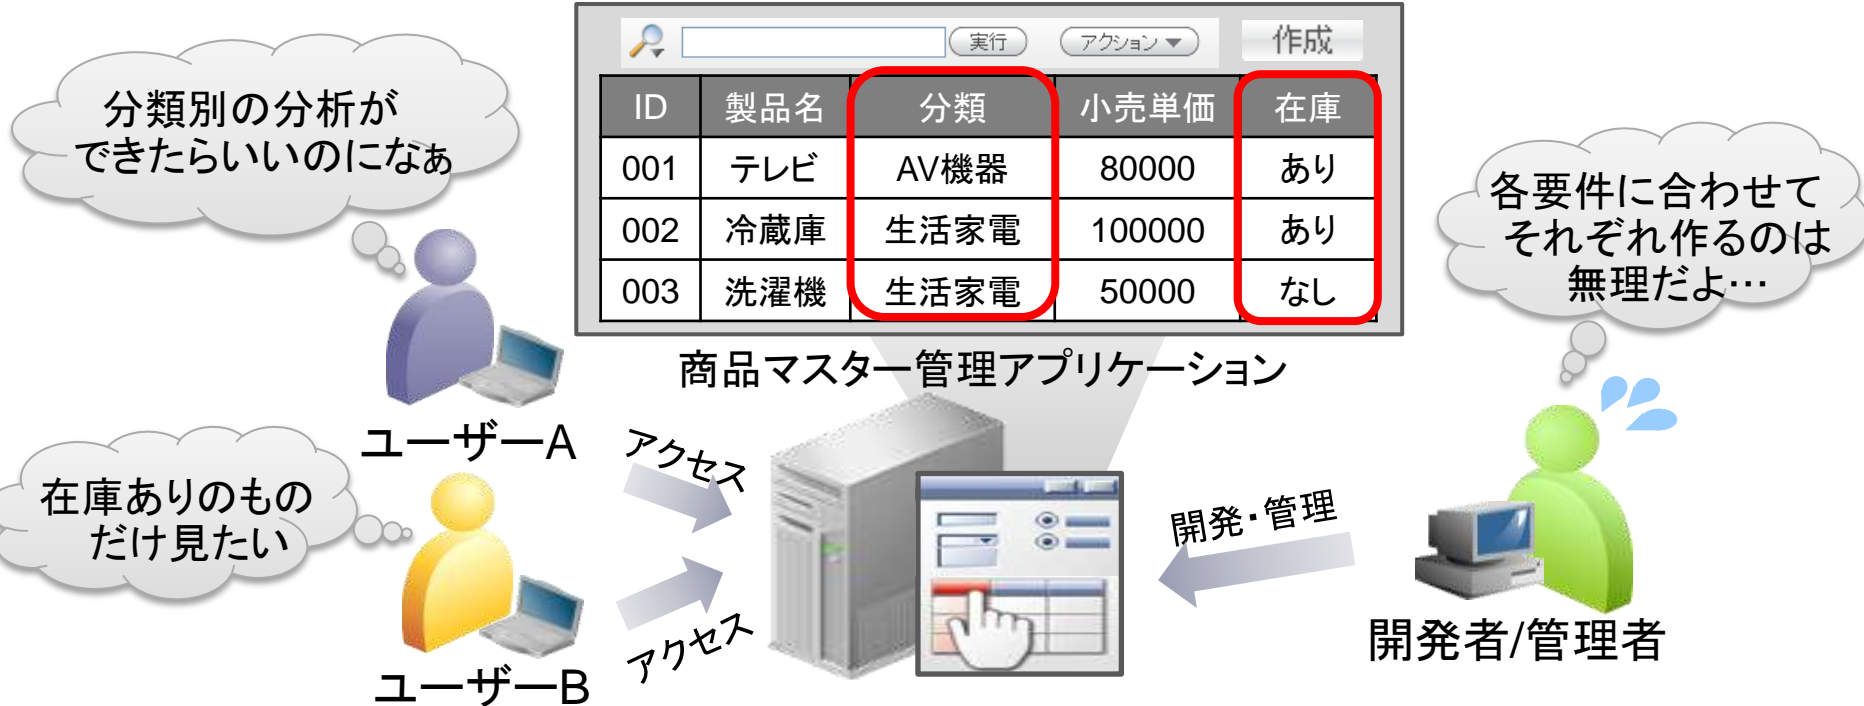 分類別の分析が
できたらいいのになぁ
実行 アクション 作成
ID 製品名 分類 小売単価 在庫
001 テレビ AV機器 80000 あり
002 冷蔵庫 生活家電 100000 あり
003 洗濯機 生活家電 50000 なし
各要件に合わせて
それぞれ作るのは
無理だよ…
商品マスター管理アプリケーション
ユーザーA
アクセス
在庫ありのもの
だけ見たい
開発・管理
アクセス
ユーザーB
開発者/管理者